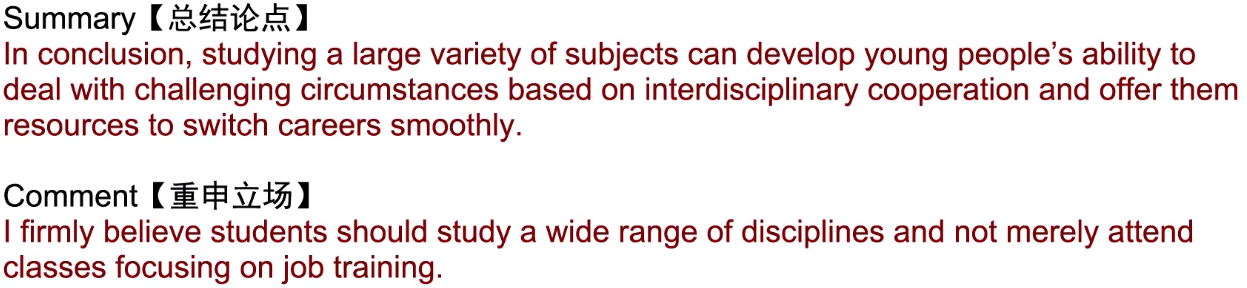 Summary【总结论点】
In conclusion, studying a large variety of subjects can develop young people’s ability to
deal with challenging circumstances based on interdisciplinary cooperation and offer them
resources to switch careers smoothly.
Comment【重申立场】
I firmly believe students should study a wide range of disciplines and not merely attend
classes focusing on job training.